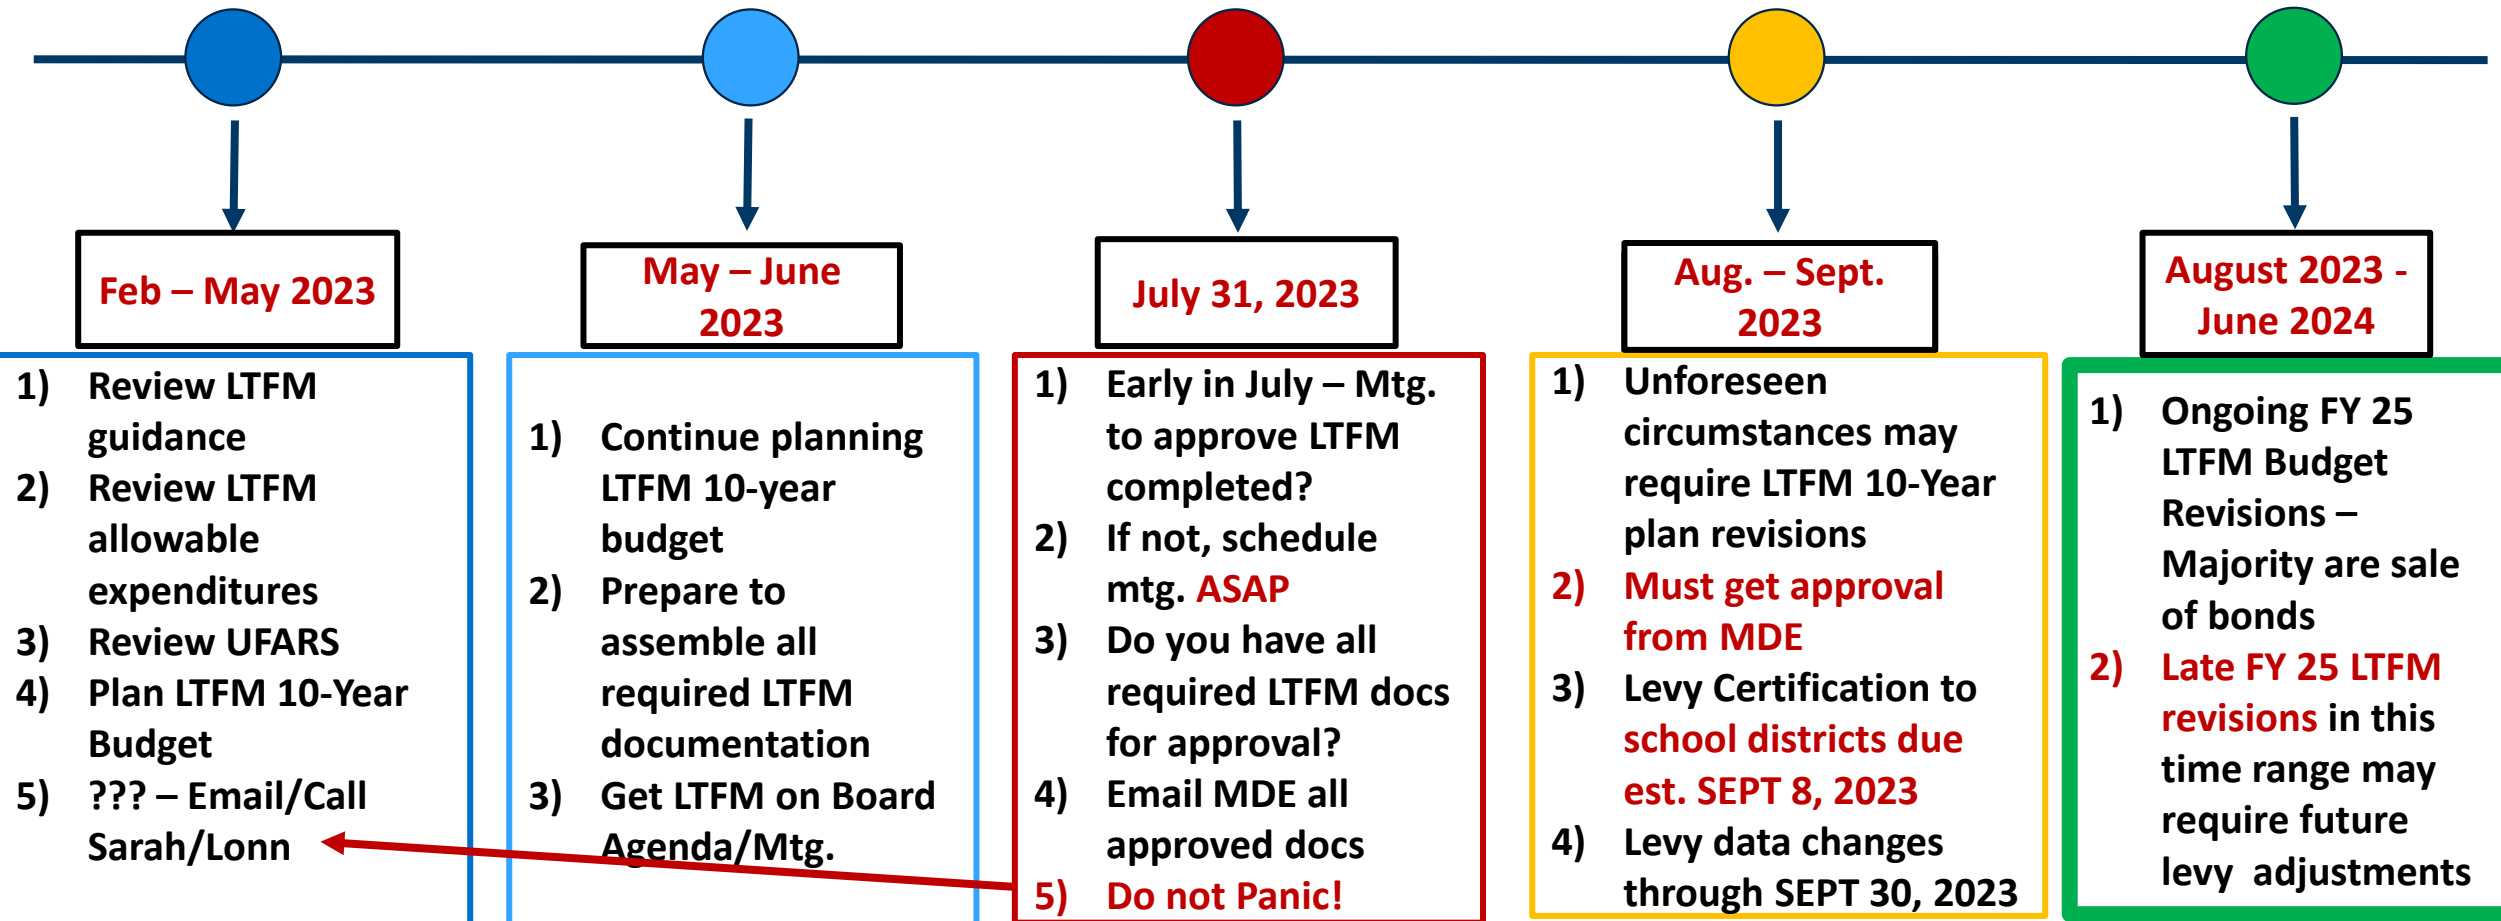 Feb – May 2023
1) Review LTFM
guidance
2) Review LTFM
allowable
expenditures
3) Review UFARS
4) Plan LTFM 10-Year
Budget
5) ??? – Email/Call
Sarah/Lonn
May – June
2023
1) Continue planning
LTFM 10-year
budget
2) Prepare to
assemble all
required LTFM
documentation
3) Get LTFM on Board
Agenda/Mtg.
July 31, 2023
1) Early in July – Mtg.
to approve LTFM
completed?
2) If not, schedule
mtg. ASAP
3) Do you have all
required LTFM docs
for approval?
4) Email MDE all
approved docs
5) Do not Panic!
Aug. – Sept.
2023
1) Unforeseen
circumstances may
require LTFM 10-Year
plan revisions
2) Must get approval
from MDE
3) Levy Certification to
school districts due
est. SEPT 8, 2023
4) Levy data changes
through SEPT 30, 2023
August 2023 -
June 2024
1) Ongoing FY 25
LTFM Budget
Revisions –
Majority are sale
of bonds
2) Late FY 25 LTFM
revisions in this
time range may
require future
levy adjustments